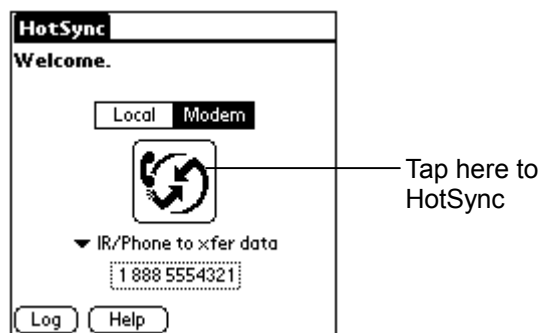 HotSync
Welcome.
Local Modem
Tap here to
HotSync
IR/Phone to xfer data
1 888 5554321
Log Help